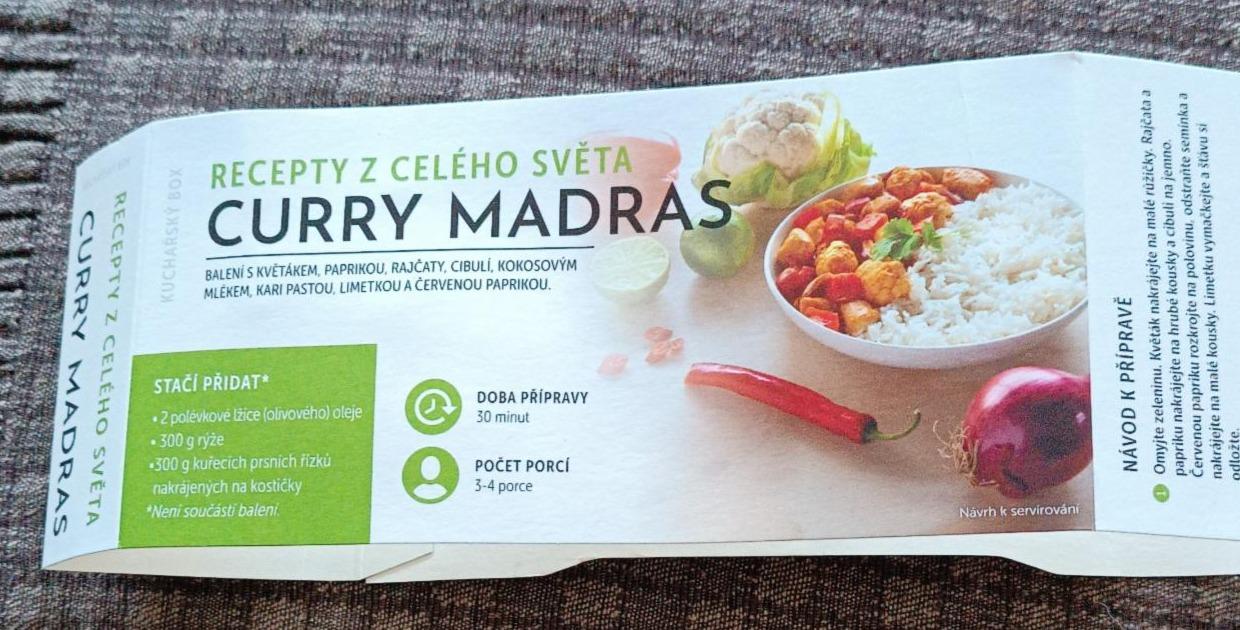 RECEPTY Z CELÉHO SVĚTA
CURRY MADRAS
KUCHAŘSKÝ BOX
RECEPTY Z CELÉHO SVĚTA
CURRY MADRAS
BALENÍ S KVĚTÁKEM, PAPRIKOU, RAJČATY, CIBULÍ, KOKOSOVÝM
MLÉKEM, KARI PASTOU, LIMETKOU A ČERVENOU PAPRIKOU.
STAČÍ PŘIDAT*
• 2 polévkové lžíce (olivového) oleje
• 300 g rýže
•300 g kuřecích prsních řízků
nakrájených na kostičky
*Není součástí balení.
DOBA PŘÍPRAVY
30 minut
POČET PORCÍ
3-4 porce
Návrh k servírování
NÁVOD K PŘÍPRAVĚ
1 Omyjte zeleninu. Květák nakrájejte na malé růžičky. Rajčata a
papriku nakrájejte na hrubé kousky a cibuli na jemno.
Červenou papriku rozkrojte na polovinu, odstraňte semínka a
nakrájejte na malé kousky. Limetku vymačkejte a šťávu si
odložte.